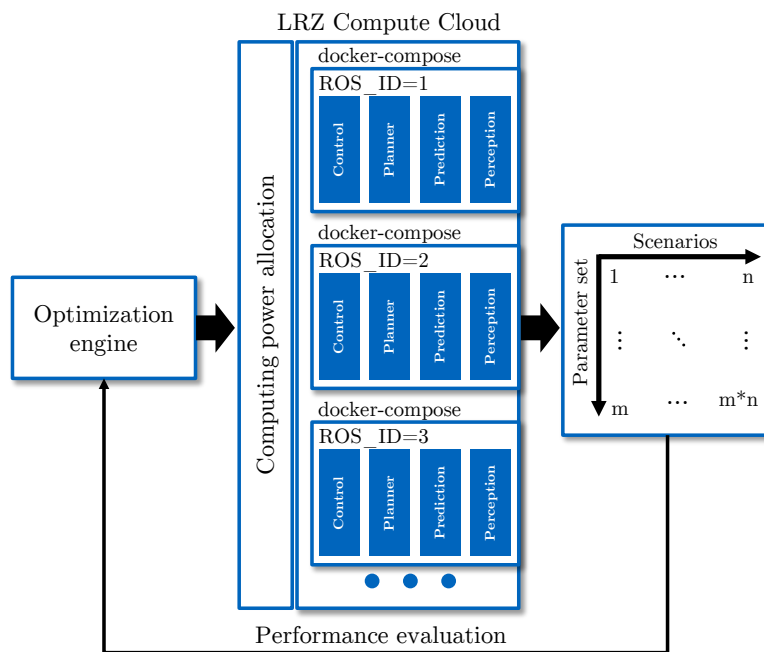 LRZ Compute Cloud
Optimization
engine
Computing power allocation
docker-compose
ROS_ID=1
Control
Planner
Prediction
Perception
docker-compose
ROS_ID=2
Control
Planner
Prediction
Perception
docker-compose
ROS_ID=3
Control
Planner
Prediction
Perception
Scenarios
Parameter set
1 ... n
⋮ ⋱ ⋮
m ... m*n
Performance evaluation